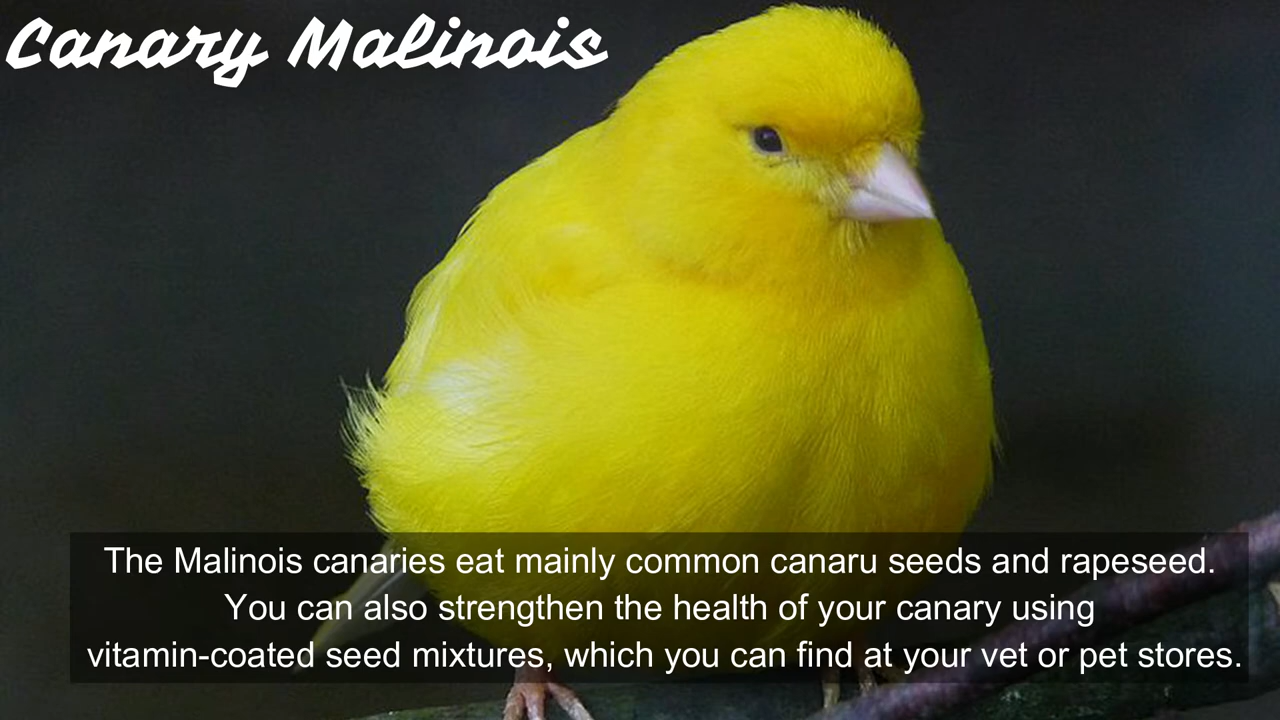 Canary Malinois
The Malinois canaries eat mainly common canaru seeds and rapeseed.
You can also strengthen the health of your canary using
vitamin-coated seed mixtures, which you can find at your vet or pet stores.